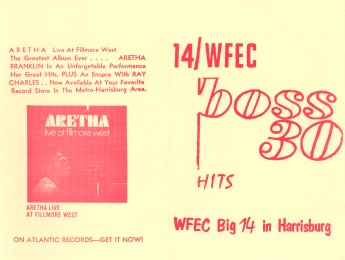 A R E T H A Live At Fillmore West
The Greatest Album Ever . . . . ARETHA
FRANKLIN In An Unforgetable Performance
Her Great Hits, PLUS An Encpre With RAY
CHARLES . . Now Available At Your Favorite
Record Store In The Metro-Harrisburg Area.
ARETHA
live at fillmore west
ARETHA LIVE
AT FILLMORE WEST
ON ATLANTIC RECORDS—GET IT NOW!
14/WFEC
boss
30
HITS
WFEC Big 14 in Harrisburg